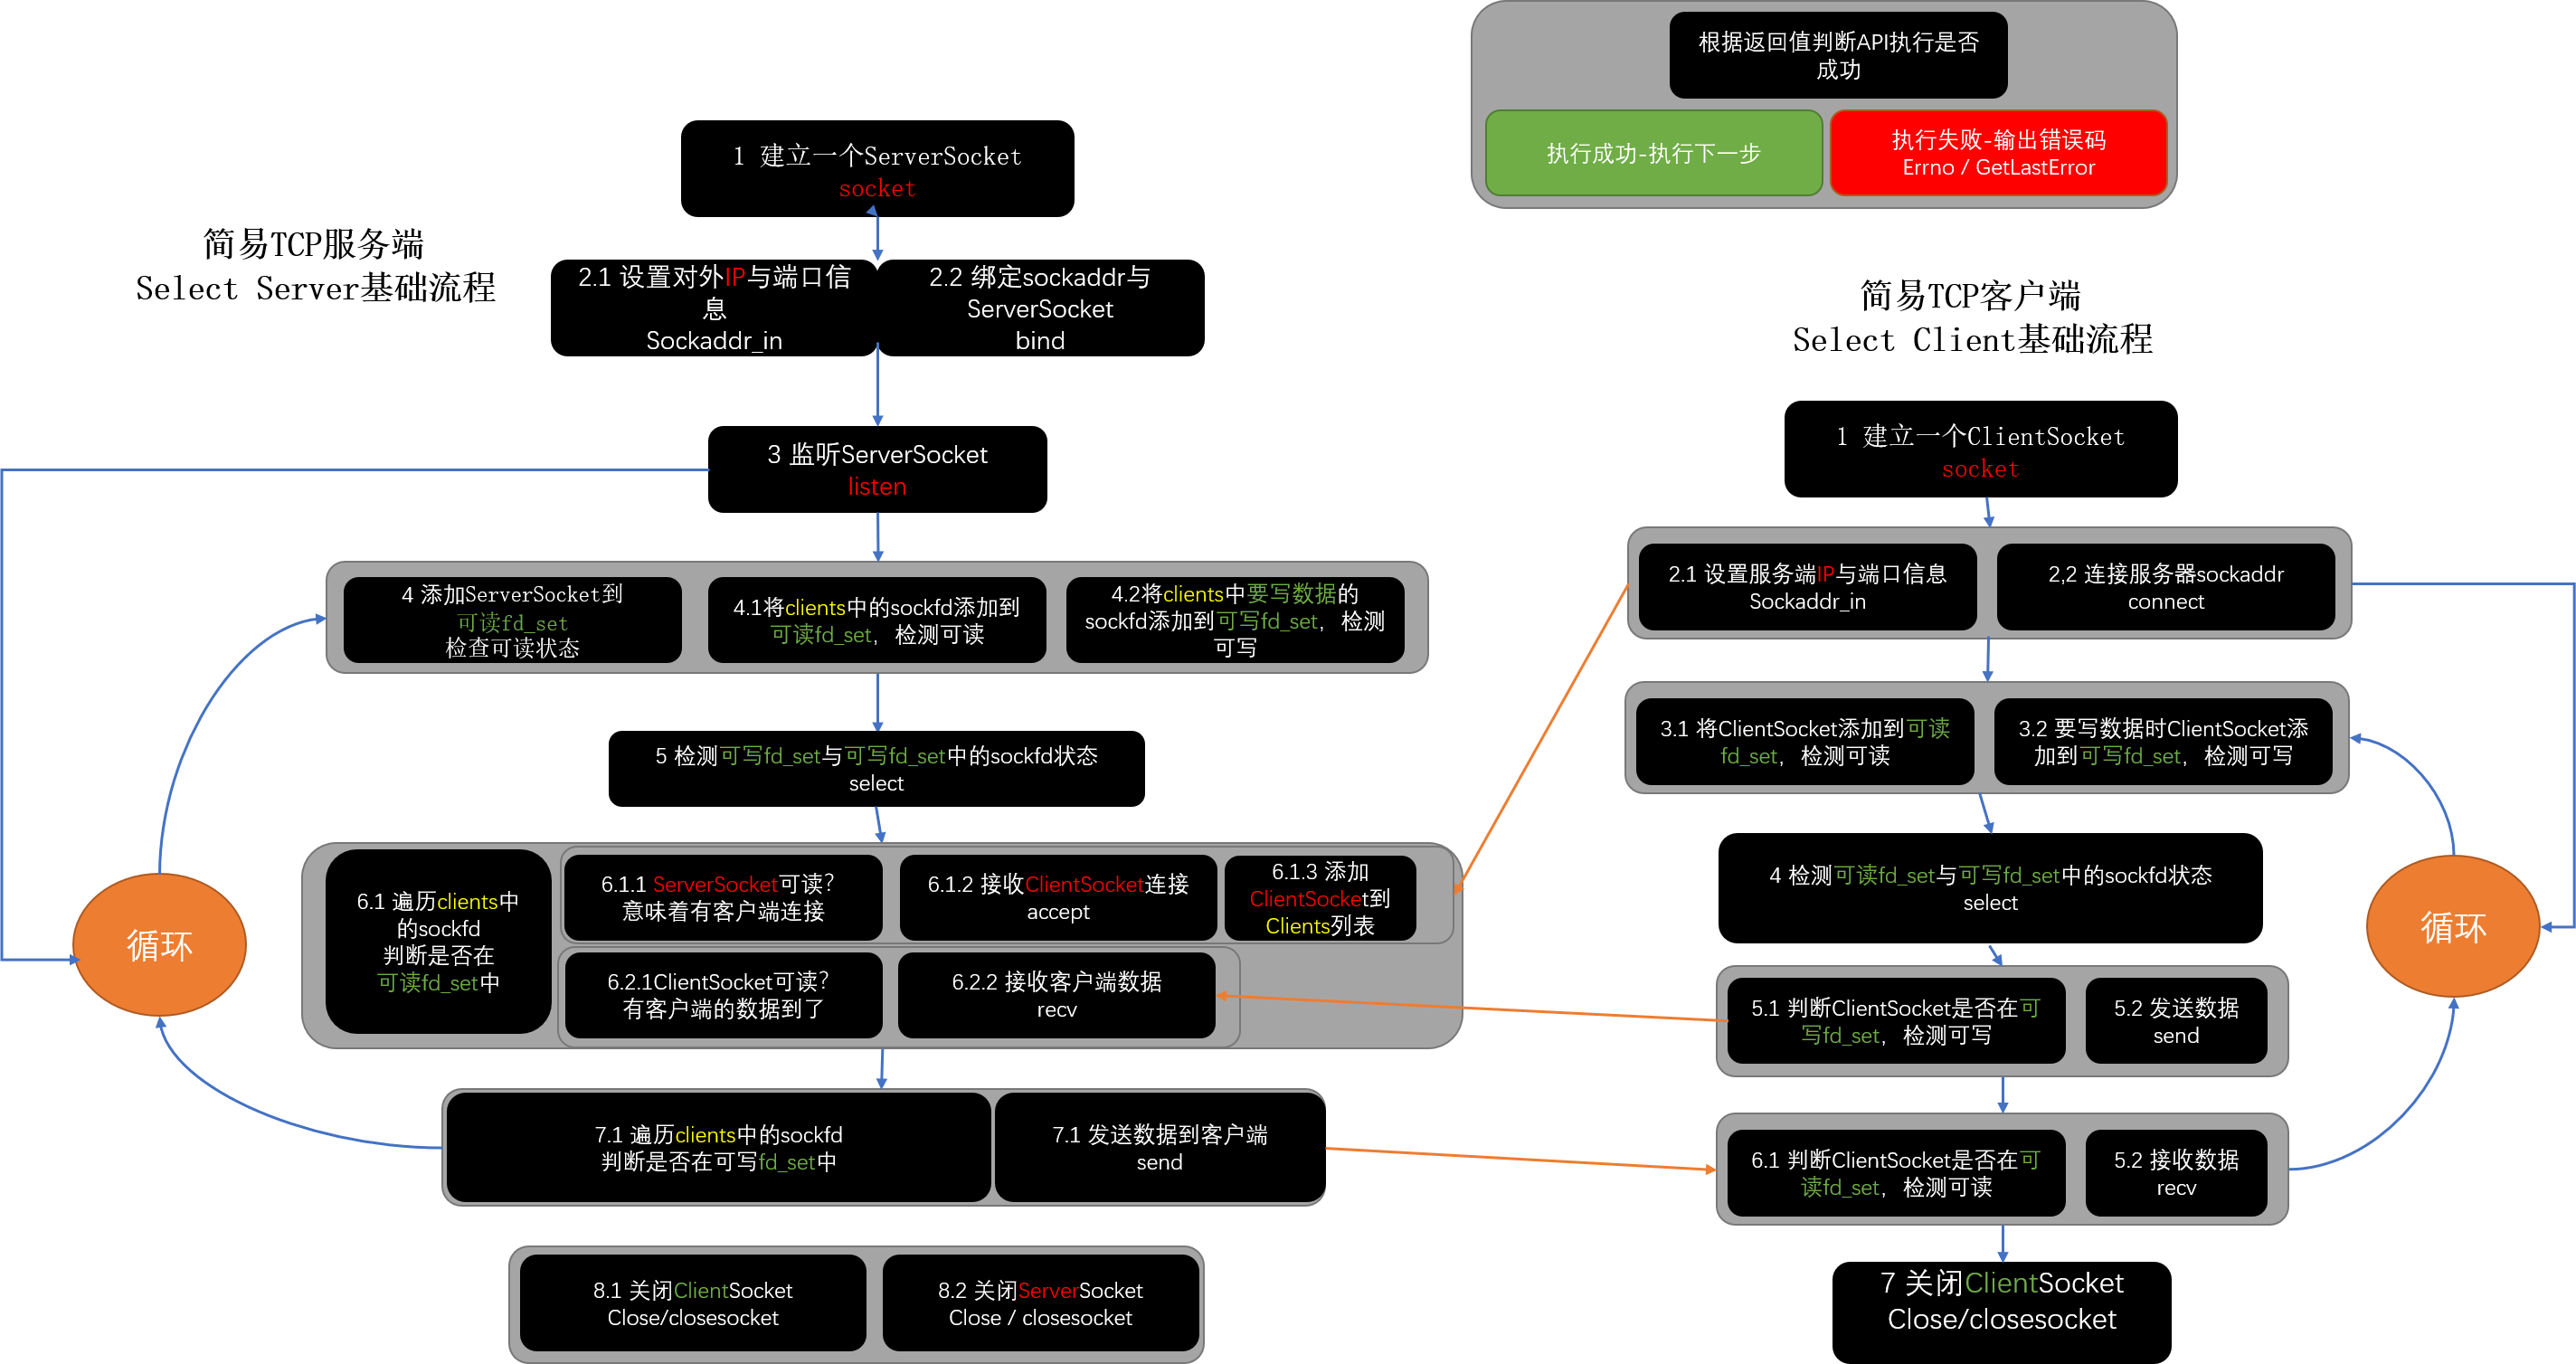 根据返回值判断API执行是否
成功
执行成功-执行下一步
执行失败-输出错误码
Errno / GetLastError
简易TCP服务端
Select Server基础流程
1 建立一个ServerSocket
socket
2.1 设置对外IP与端口信
息
Sockaddr_in
2.2 绑定sockaddr与
ServerSocket
bind
3 监听ServerSocket
listen
4 添加ServerSocket到
可读fd_set
检查可读状态
4.1将clients中的sockfd添加到
可读fd_set，检测可读
4.2将clients中要写数据的
sockfd添加到可写fd_set，检测
可写
5 检测可写fd_set与可写fd_set中的sockfd状态
select
循环
6.1 遍历clients中
的sockfd
判断是否在
可读fd_set中
6.1.1 ServerSocket可读？
意味着有客户端连接
6.1.2 接收ClientSocket连接
accept
6.1.3 添加
ClientSocket到
Clients列表
6.2.1ClientSocket可读？
有客户端的数据到了
6.2.2 接收客户端数据
recv
7.1 遍历clients中的sockfd
判断是否在可写fd_set中
7.1 发送数据到客户端
send
8.1 关闭ClientSocket
Close/closesocket
8.2 关闭ServerSocket
Close / closesocket
简易TCP客户端
Select Client基础流程
1 建立一个ClientSocket
socket
2.1 设置服务端IP与端口信息
Sockaddr_in
2,2 连接服务器sockaddr
connect
3.1 将ClientSocket添加到可读
fd_set，检测可读
3.2 要写数据时ClientSocket添
加到可写fd_set，检测可写
4 检测可读fd_set与可写fd_set中的sockfd状态
select
循环
5.1 判断ClientSocket是否在可
写fd_set，检测可写
5.2 发送数据
send
6.1 判断ClientSocket是否在可
读fd_set，检测可读
5.2 接收数据
recv
7 关闭ClientSocket
Close/closesocket